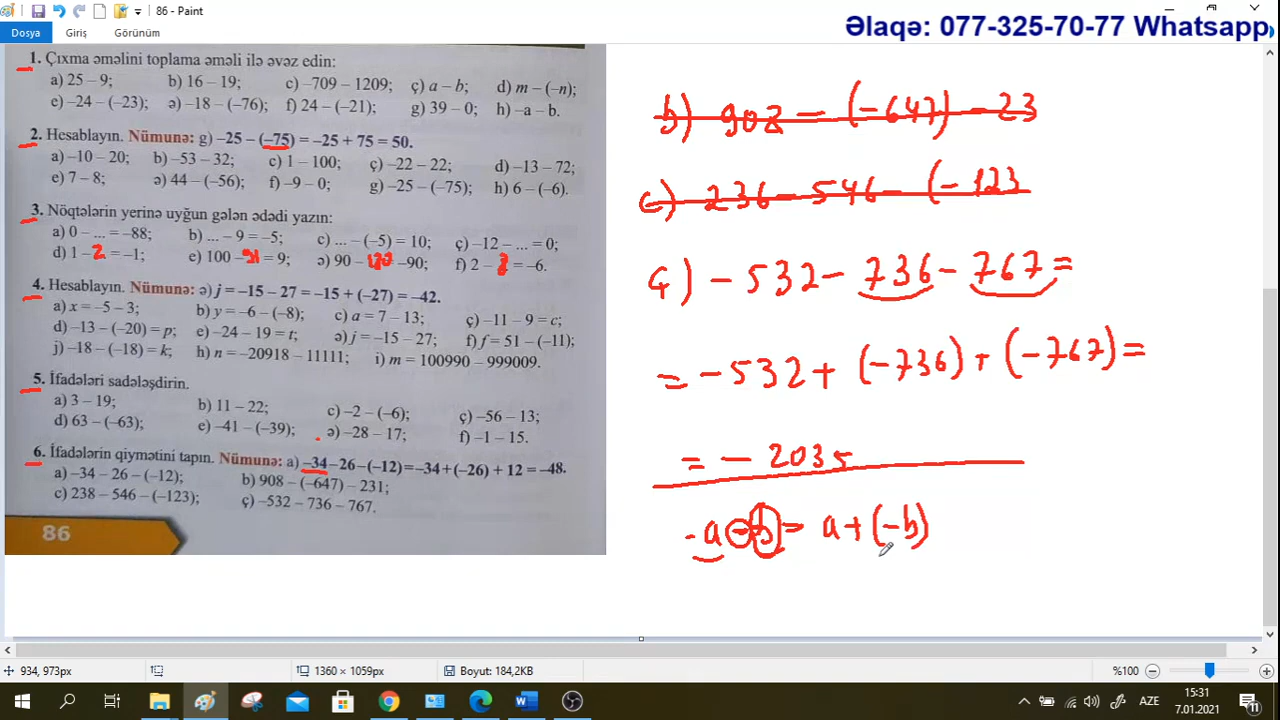 86 - Paint
Dosya Giriş Görünüm
Əlaqə: 077-325-70-77 Whatsapp
1. Çıxma əməlini toplama əməli ilə əvəz edin:
a) 25 – 9; b) 16 – 19; c) –709 – 1209; ç) a – b; d) m – (–n);
e) –24 – (–23); ə) –18 – (–76); f) 24 – (–21); g) 39 – 0; h) –a – b.
2. Hesablayın. Nümunə: g) –25 – (–75) = –25 + 75 = 50.
a) –10 – 20; b) –53 – 32; c) 1 – 100; ç) –22 – 22; d) –13 – 72;
e) 7 – 8; ə) 44 – (–56); f) –9 – 0; g) –25 – (–75); h) 6 – (–6).
3. Nöqtələrin yerinə uyğun gələn ədədi yazın:
a) 0 – ... = –88; b) ... – 9 = –5; c) ... – (–5) = 10; ç) –12 – ... = 0;
d) 1 – 2 = –1; e) 100 – 91 = 9; ə) 90 – 180 –90; f) 2 – = –6.
4. Hesablayın. Nümunə: ə) j = –15 – 27 = –15 + (–27) = –42.
a) x = –5 – 3; b) y = –6 – (–8); c) a = 7 – 13; ç) –11 – 9 = c;
d) –13 – (–20) = p; e) –24 – 19 = t; ə) j = –15 – 27; f) f = 51 – (–11);
j) –18 – (–18) = k; h) n = –20918 – 11111; i) m = 100990 – 999009.
5. İfadələri sadələşdirin.
a) 3 – 19; b) 11 – 22; c) –2 – (–6); ç) –56 – 13;
d) 63 – (–63); e) –41 – (–39); ə) –28 – 17; f) –1 – 15.
6. İfadələrin qiymətini tapın. Nümunə: a) –34 – 26 – (–12) = –34 + (–26) + 12 = –48.
a) –34 – 26 – (–12); b) 908 – (–647) – 231;
c) 238 – 546 – (–123); ç) –532 – 736 – 767.
86
b) 908 = (-647) - 23
c) 236 - 546 - (-123
ç) - 532 - 736 - 767 =
= - 532 + (-736) + (-767) =
= - 2035
- a - b = a + (-b)
934, 973px 1360 × 1059px Boyut: 184,2KB %100
AZE 15:31
7.01.2021 11